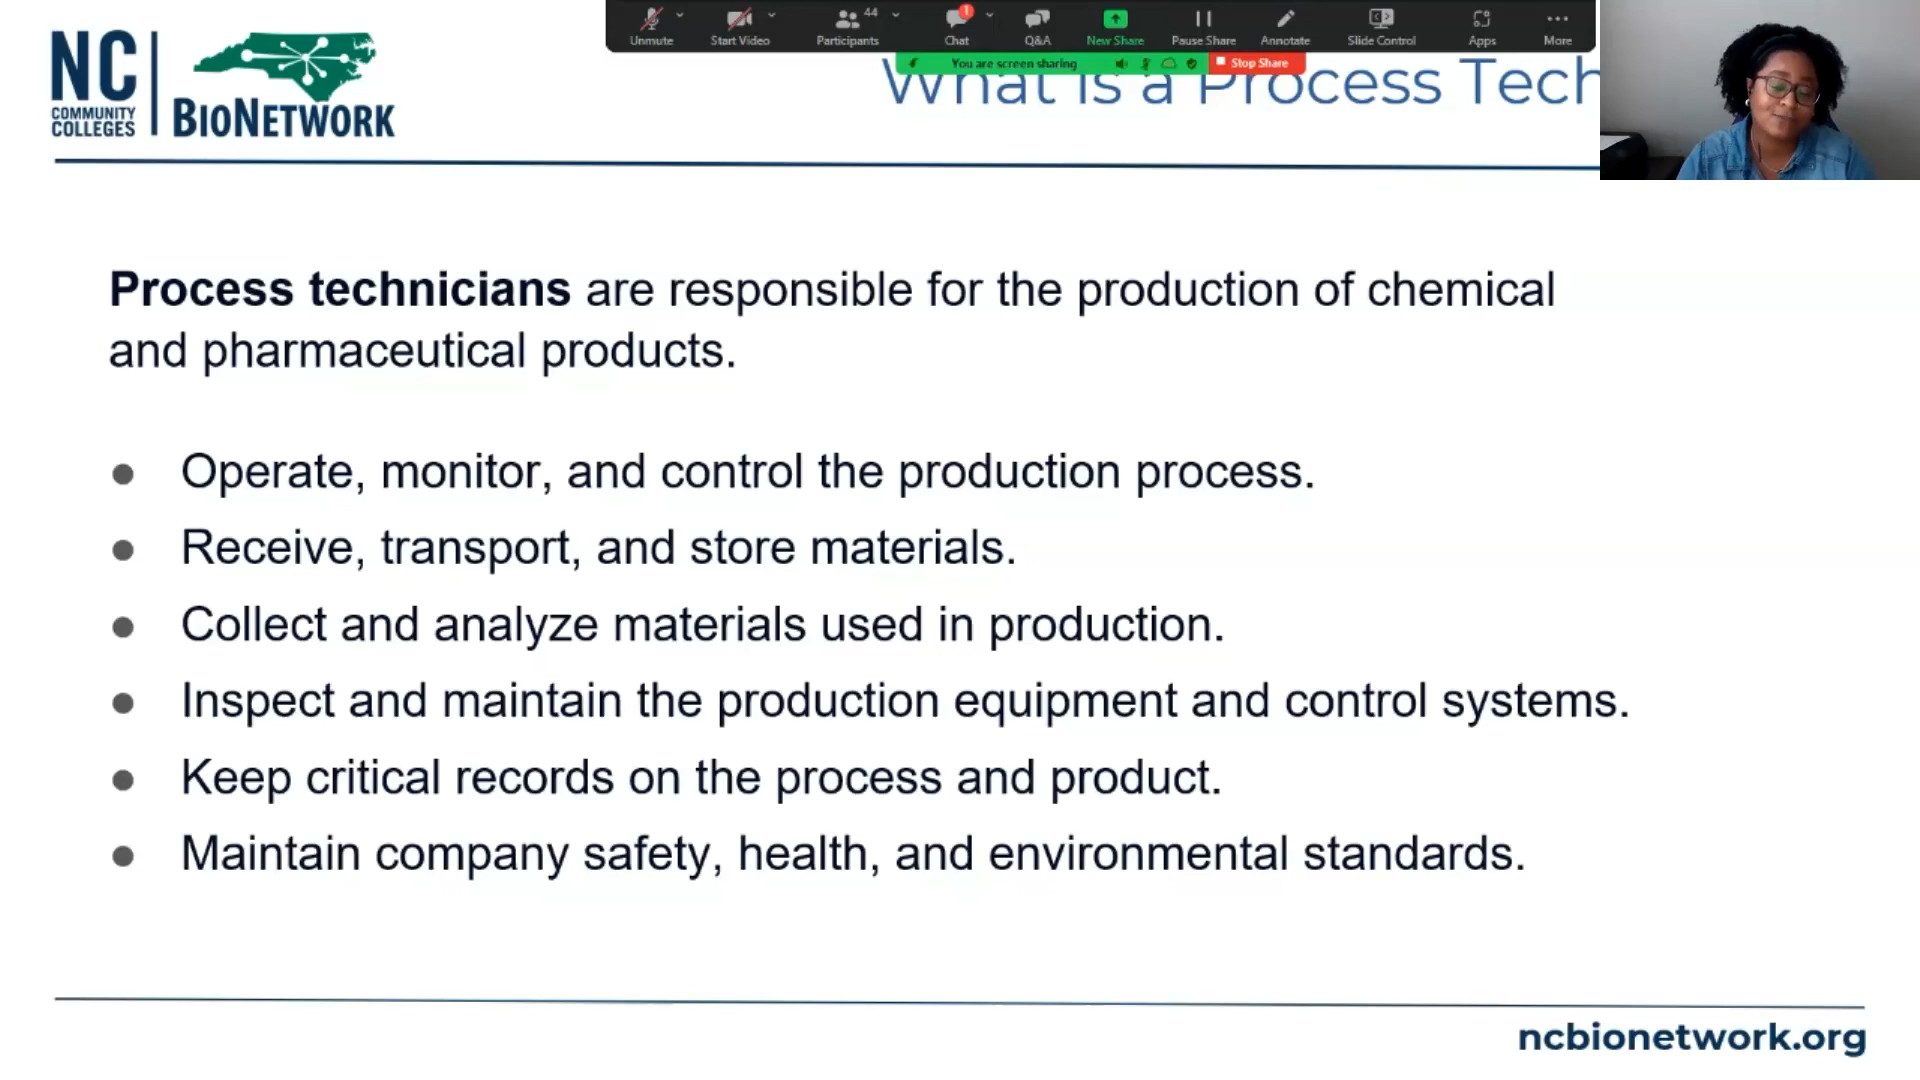 Unmute
Start Video
Participants
44
Chat
1
Q&A
New Share
Pause Share
Annotate
Slide Control
Apps
More
You are screen sharing
Stop Share
NC
COMMUNITY
COLLEGES
BIONETWORK
What is a Process Tech
Process technicians are responsible for the production of chemical
and pharmaceutical products.
● Operate, monitor, and control the production process.
● Receive, transport, and store materials.
● Collect and analyze materials used in production.
● Inspect and maintain the production equipment and control systems.
● Keep critical records on the process and product.
● Maintain company safety, health, and environmental standards.
ncbionetwork.org